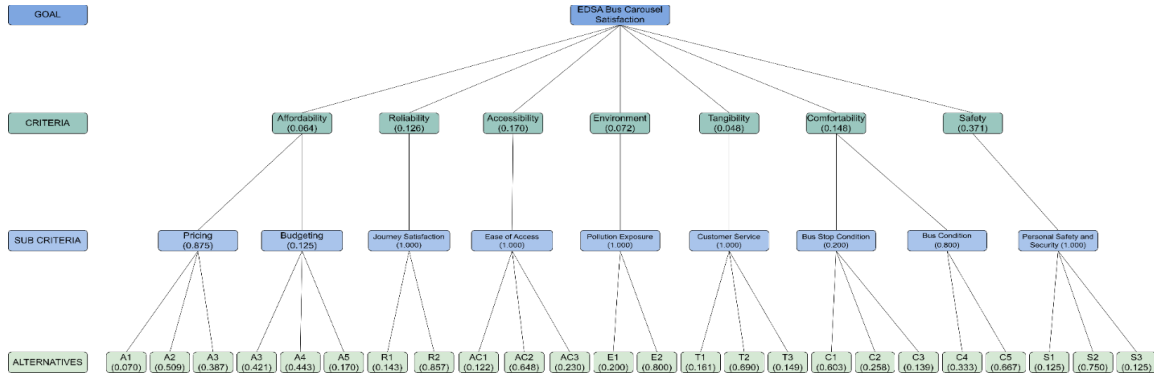 GOAL
EDSA Bus Carousel
Satisfaction
CRITERIA
Affordability
(0.064)
Reliability
(0.126)
Accessibility
(0.170)
Environment
(0.072)
Tangibility
(0.048)
Comfortability
(0.148)
Safety
(0.371)
SUB CRITERIA
Pricing
(0.875)
Budgeting
(0.125)
Journey Satisfaction
(1.000)
Ease of Access
(1.000)
Pollution Exposure
(1.000)
Customer Service
(1.000)
Bus Stop Condition
(0.200)
Bus Condition
(0.800)
Personal Safety and
Security (1.000)
ALTERNATIVES
A1
(0.070)
A2
(0.509)
A3
(0.387)
A3
(0.421)
A4
(0.443)
A5
(0.170)
R1
(0.143)
R2
(0.857)
AC1
(0.122)
AC2
(0.648)
AC3
(0.230)
E1
(0.200)
E2
(0.800)
T1
(0.161)
T2
(0.690)
T3
(0.149)
C1
(0.603)
C2
(0.258)
C3
(0.139)
C4
(0.333)
C5
(0.667)
S1
(0.125)
S2
(0.750)
S3
(0.125)